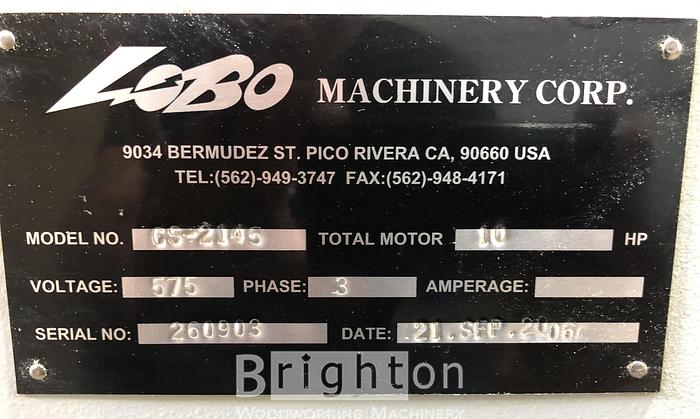 LOBO MACHINERY CORP.
9034 BERMUDEZ ST. PICO RIVERA CA, 90660 USA
TEL:(562)-949-3747 FAX:(562)-948-4171
MODEL NO. CS-2145 TOTAL MOTOR 10 HP
VOLTAGE: 575 PHASE: 3 AMPERAGE:
SERIAL NO: 260903 DATE: 21.SEP.2006
Brighton
WOODWORKING MACHINERY